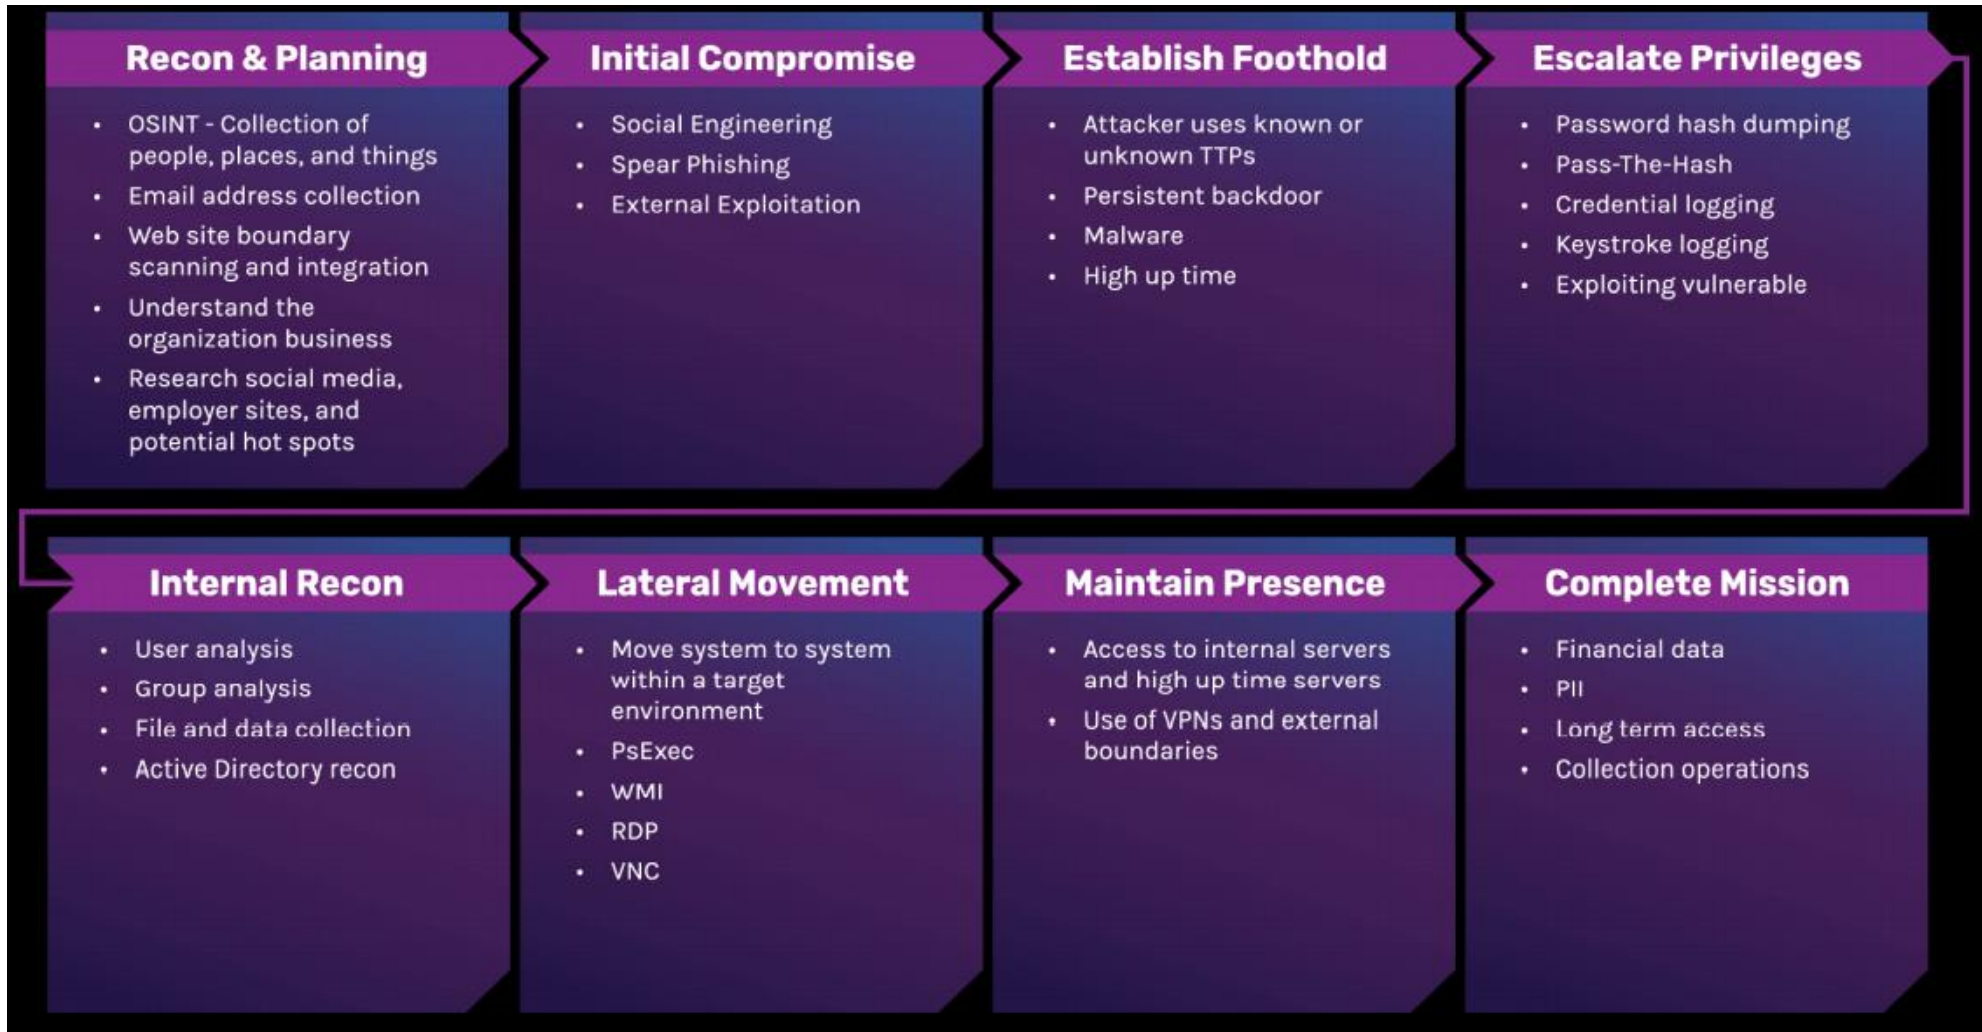 Recon & Planning
• OSINT - Collection of
people, places, and things
• Email address collection
• Web site boundary
scanning and integration
• Understand the
organization business
• Research social media,
employer sites, and
potential hot spots
Initial Compromise
• Social Engineering
• Spear Phishing
• External Exploitation
Establish Foothold
• Attacker uses known or
unknown TTPs
• Persistent backdoor
• Malware
• High up time
Escalate Privileges
• Password hash dumping
• Pass-The-Hash
• Credential logging
• Keystroke logging
• Exploiting vulnerable
Internal Recon
• User analysis
• Group analysis
• File and data collection
• Active Directory recon
Lateral Movement
• Move system to system
within a target
environment
• PsExec
• WMI
• RDP
• VNC
Maintain Presence
• Access to internal servers
and high up time servers
• Use of VPNs and external
boundaries
Complete Mission
• Financial data
• PII
• Long term access
• Collection operations